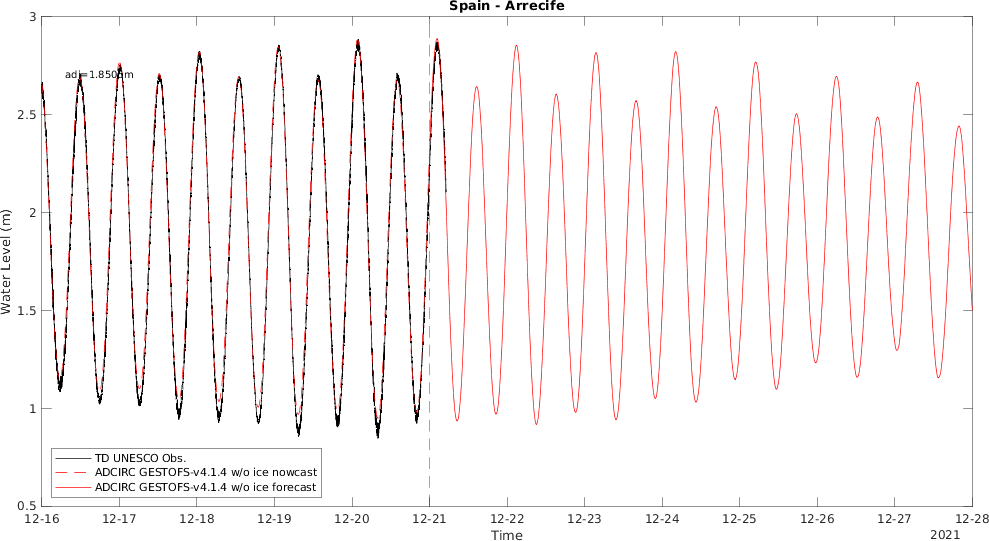 Spain - Arrecife
3
2.5
2
1.5
1
0.5
Water Level (m)
adj=1.850 m
TD UNESCO Obs.
ADCIRC GESTOFS-v4.1.4 w/o ice nowcast
ADCIRC GESTOFS-v4.1.4 w/o ice forecast
12-16 12-17 12-18 12-19 12-20 12-21 12-22 12-23 12-24 12-25 12-26 12-27 12-28
Time
2021